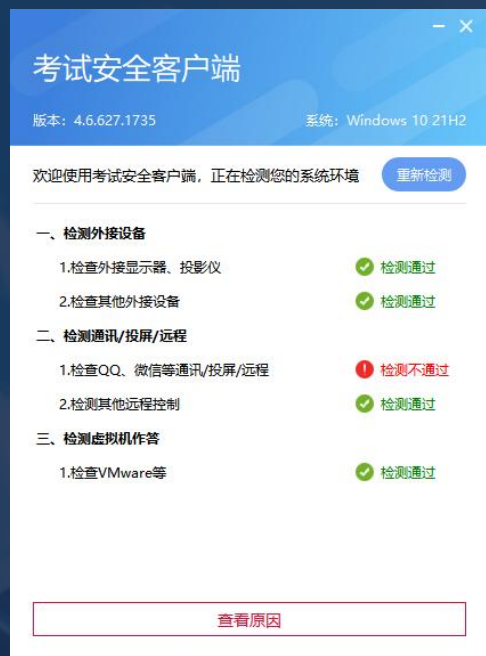 考试安全客户端
版本: 4.6.627.1735 系统: Windows 10 21H2
欢迎使用考试安全客户端,正在检测您的系统环境 重新检测
一、检测外接设备
1.检查外接显示器、投影仪 检测通过
2.检查其他外接设备 检测通过
二、检测通讯/投屏/远程
1.检查QQ、微信等通讯/投屏/远程 检测不通过
2.检测其他远程控制 检测通过
三、检测虚拟机作答
1.检查VMware等 检测通过
查看原因